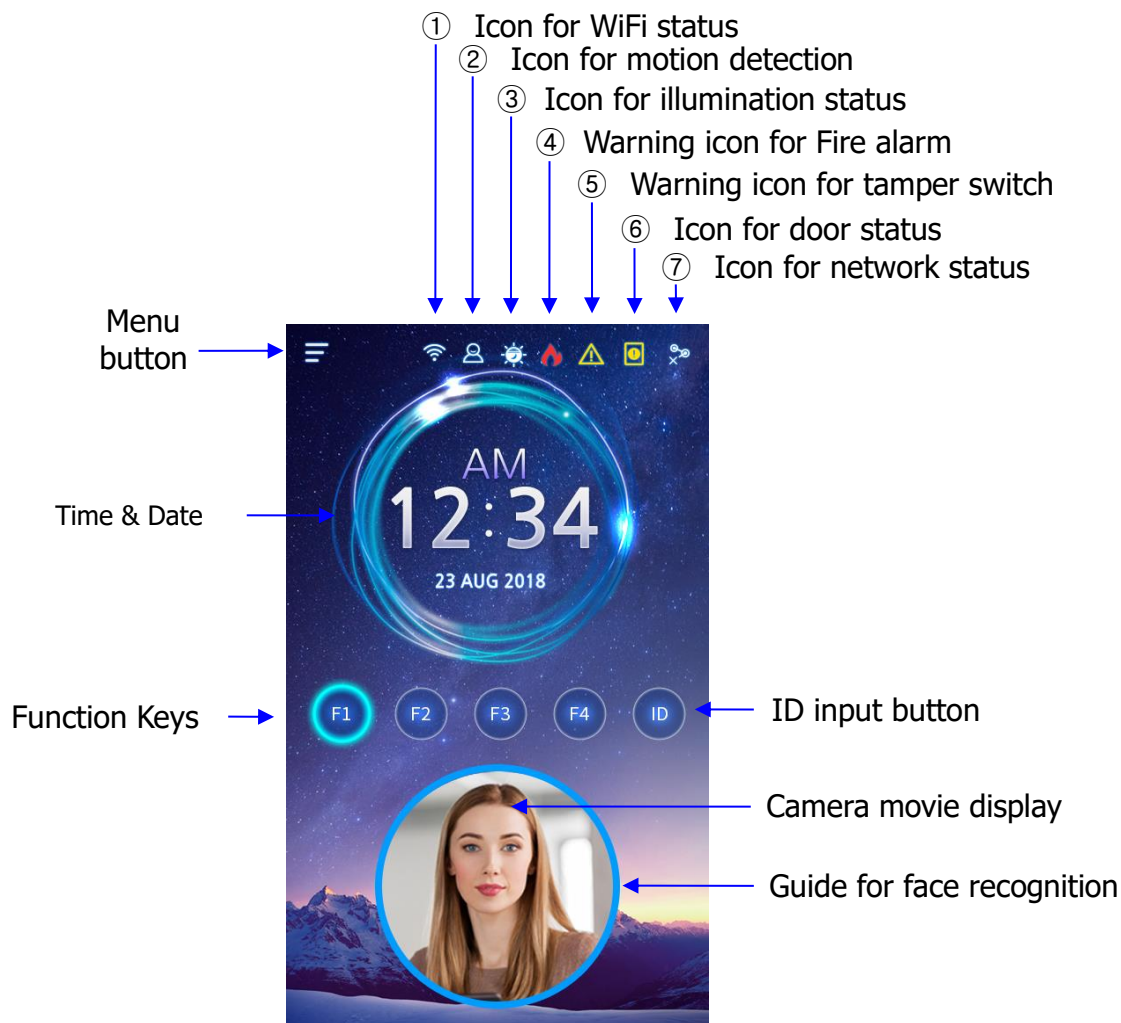 ① Icon for WiFi status
② Icon for motion detection
③ Icon for illumination status
④ Warning icon for Fire alarm
⑤ Warning icon for tamper switch
⑥ Icon for door status
⑦ Icon for network status
Menu
button
AM
12:34
Time & Date
23 AUG 2018
Function Keys
F1 F2 F3 F4 ID
ID input button
Camera movie display
Guide for face recognition